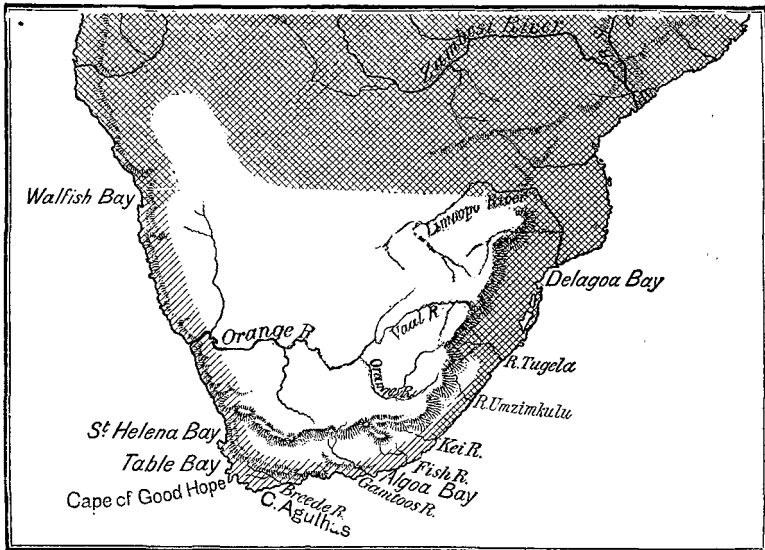 Zambesi River
Walfish Bay
Limpopo River
Delagoa Bay
Orange R.
Vaal R.
Orange R.
R. Tugela
R. Umzimkulu
St. Helena Bay
Kei R.
Table Bay
Fish R.
Algoa Bay
Cape of Good Hope
Gamtoos R.
Breede R.
C. Agulhas